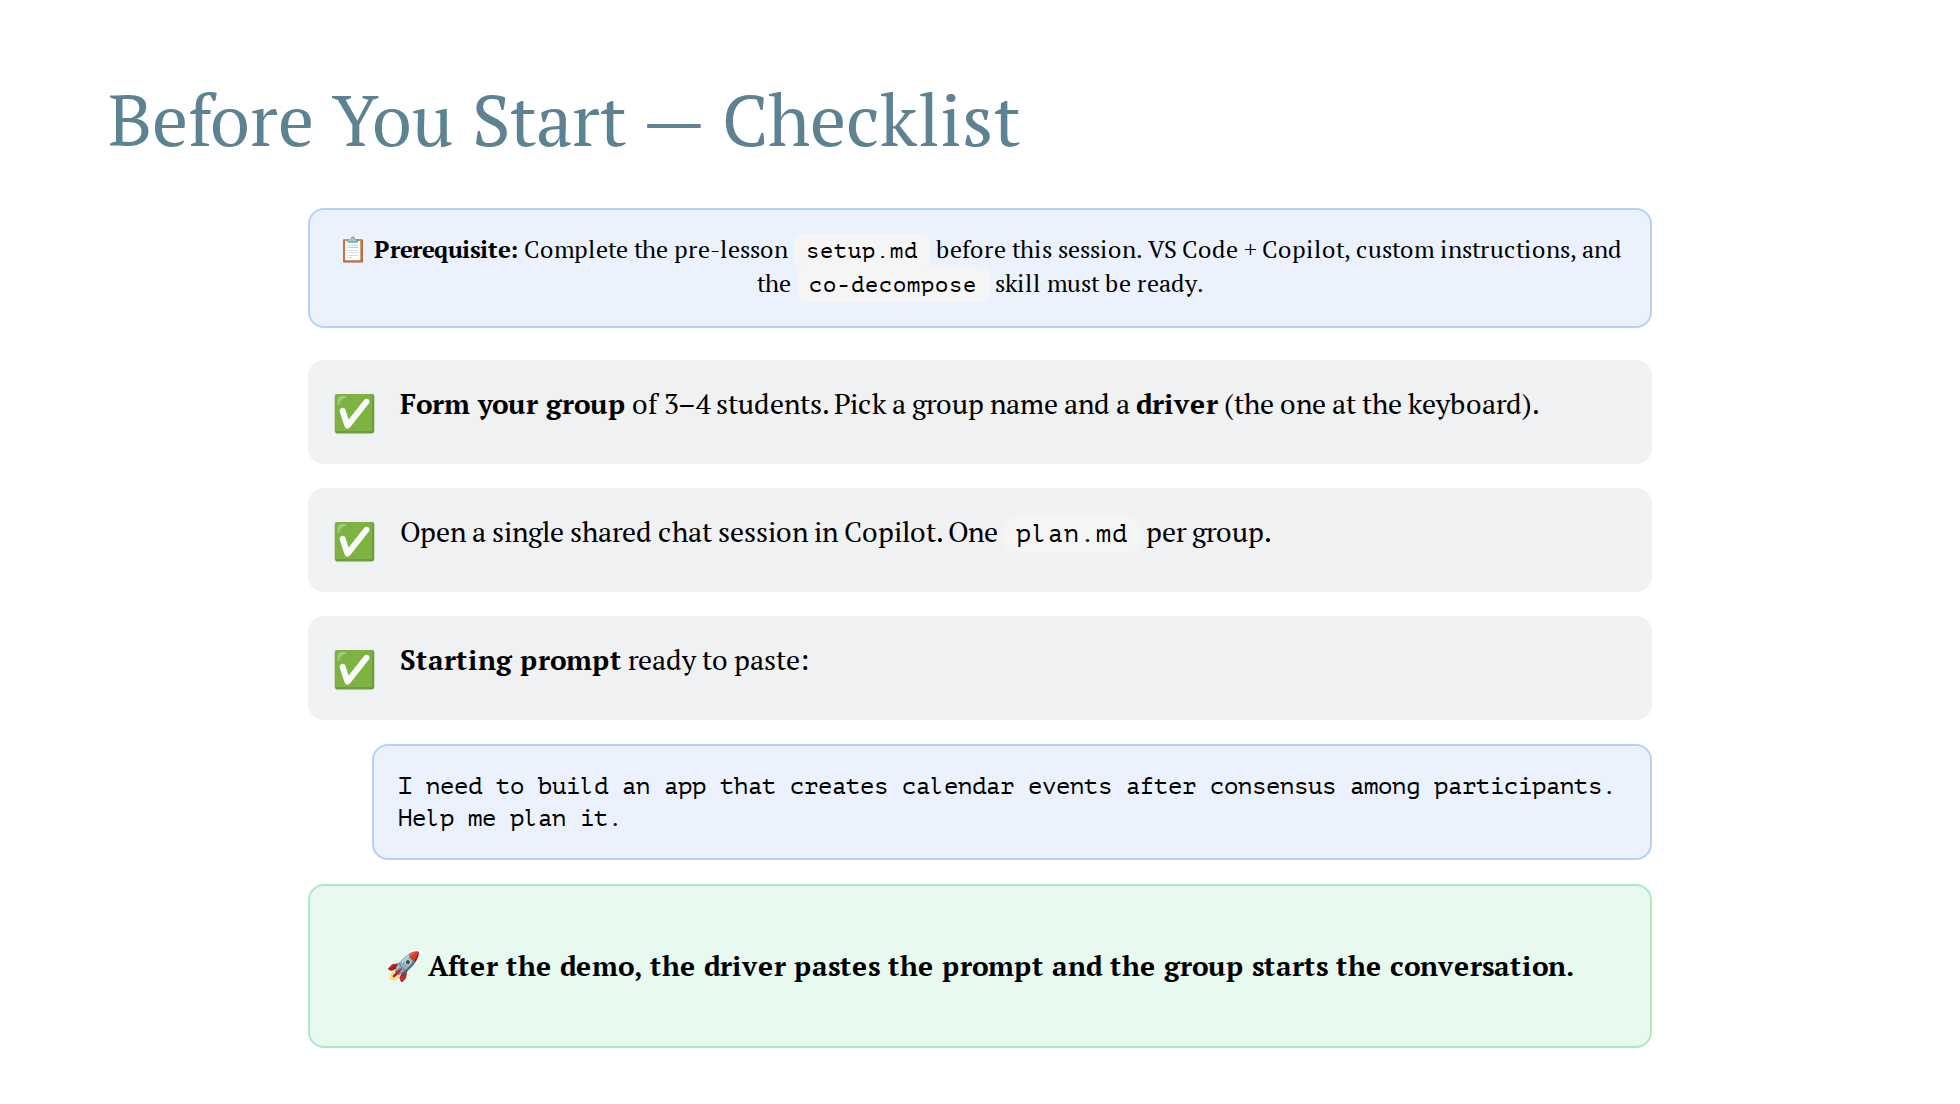 Before You Start — Checklist
📋 Prerequisite: Complete the pre-lesson setup.md before this session. VS Code + Copilot, custom instructions, and
the co-decompose skill must be ready.
✅ Form your group of 3–4 students. Pick a group name and a driver (the one at the keyboard).
✅ Open a single shared chat session in Copilot. One plan.md per group.
✅ Starting prompt ready to paste:
I need to build an app that creates calendar events after consensus among participants.
Help me plan it.
🚀 After the demo, the driver pastes the prompt and the group starts the conversation.